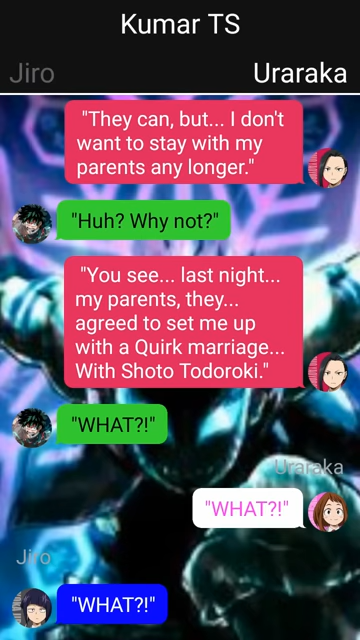 Kumar TS
Jiro
Uraraka
"They can, but... I don't
want to stay with my
parents any longer."
"Huh? Why not?"
"You see... last night...
my parents, they...
agreed to set me up
with a Quirk marriage...
With Shoto Todoroki."
"WHAT?!"
Uraraka
"WHAT?!"
Jiro
"WHAT?!"